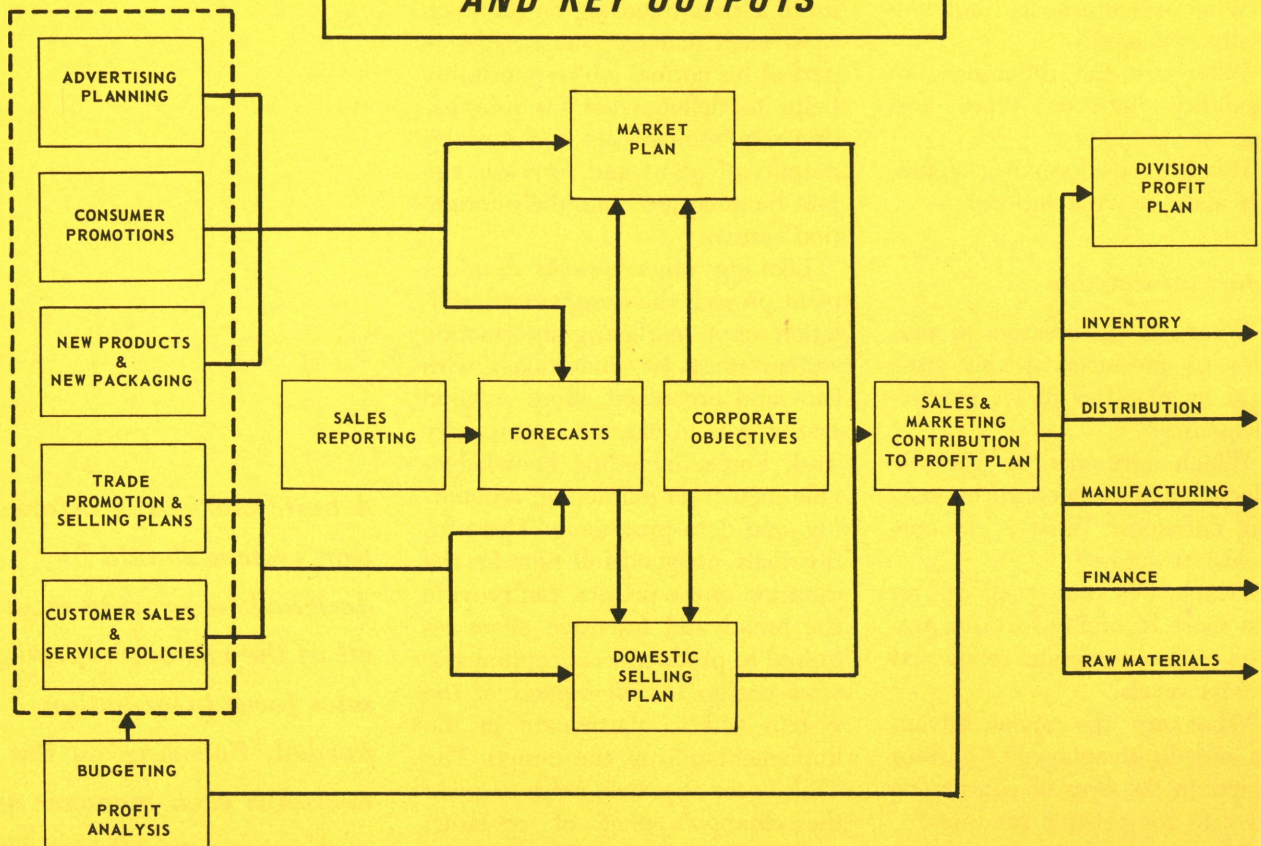 AND KEY OUTPUTS
ADVERTISING
PLANNING
CONSUMER
PROMOTIONS
NEW PRODUCTS
&
NEW PACKAGING
TRADE
PROMOTION &
SELLING PLANS
CUSTOMER SALES
&
SERVICE POLICIES
BUDGETING
PROFIT
ANALYSIS
SALES
REPORTING
FORECASTS
MARKET
PLAN
CORPORATE
OBJECTIVES
DOMESTIC
SELLING
PLAN
SALES &
MARKETING
CONTRIBUTION
TO PROFIT PLAN
DIVISION
PROFIT
PLAN
INVENTORY
DISTRIBUTION
MANUFACTURING
FINANCE
RAW MATERIALS